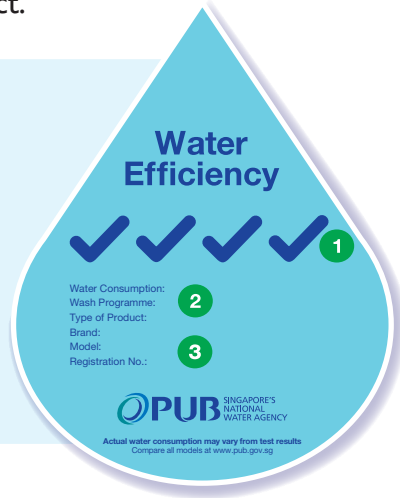 ct.
Water
Efficiency
1
Water Consumption:
Wash Programme:
2
Type of Product:
Brand:
Model:
3
Registration No.:
PUB SINGAPORE'S
NATIONAL
WATER AGENCY
Actual water consumption may vary from test results
Compare all models at www.pub.gov.sg